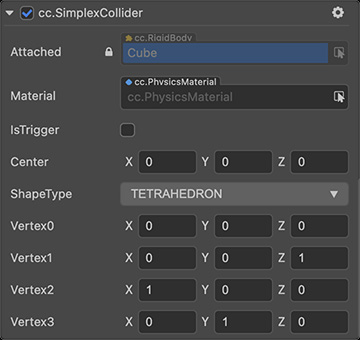 cc.SimplexCollider
cc.RigidBody
Attached Cube
cc.PhysicsMaterial
Material cc.PhysicsMaterial
IsTrigger
Center X 0 Y 0 Z 0
ShapeType TETRAHEDRON
Vertex0 X 0 Y 0 Z 0
Vertex1 X 0 Y 0 Z 1
Vertex2 X 1 Y 0 Z 0
Vertex3 X 0 Y 1 Z 0